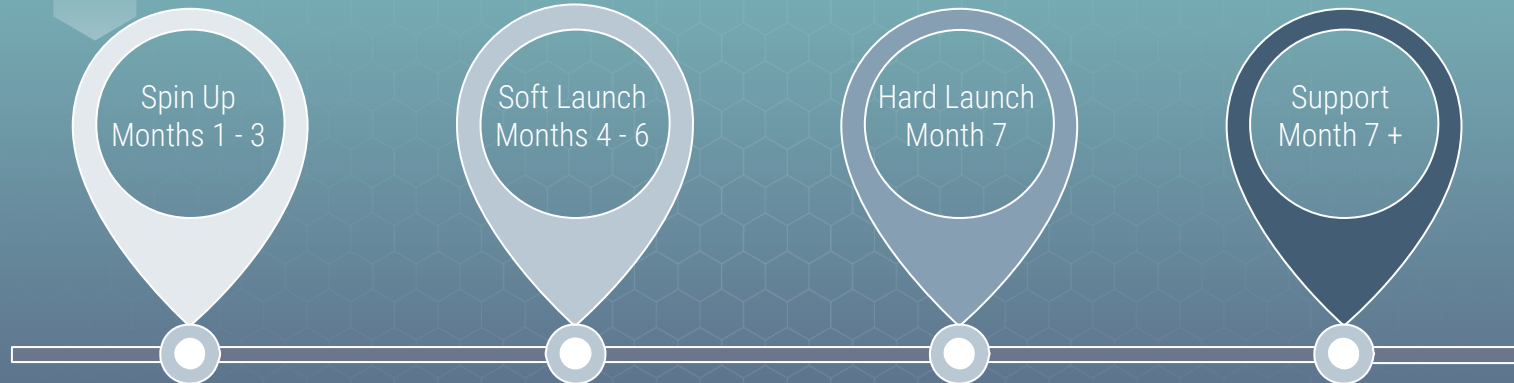 Spin Up
Months 1 - 3
Soft Launch
Months 4 - 6
Hard Launch
Month 7
Support
Month 7 +